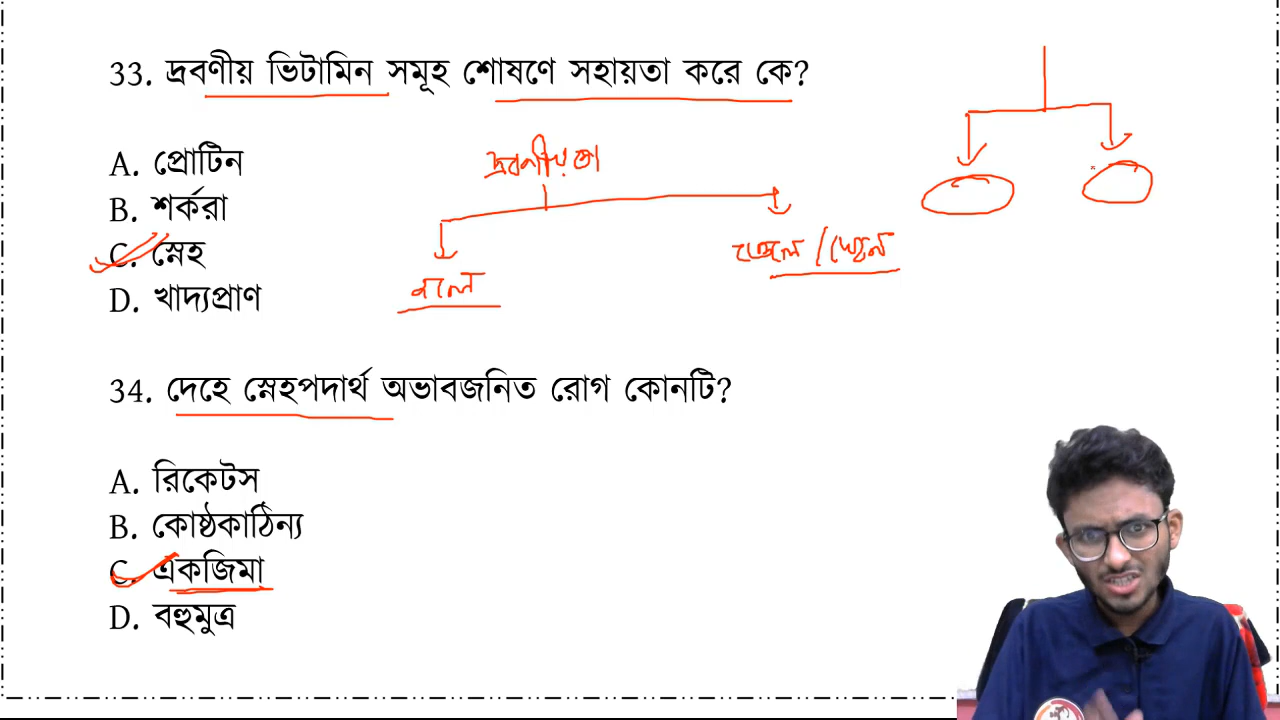 33. দ্রবণীয় ভিটামিন সমূহ শোষণে সহায়তা করে কে?
A. প্রোটিন
B. শর্করা
C. স্নেহ
D. খাদ্যপ্রাণ
দ্রবণীয়তা
তেলে/স্নেহে
34. দেহে স্নেহপদার্থ অভাবজনিত রোগ কোনটি?
A. রিকেটস
B. কোষ্ঠকাঠিন্য
C. একজিমা
D. বহুমুত্র